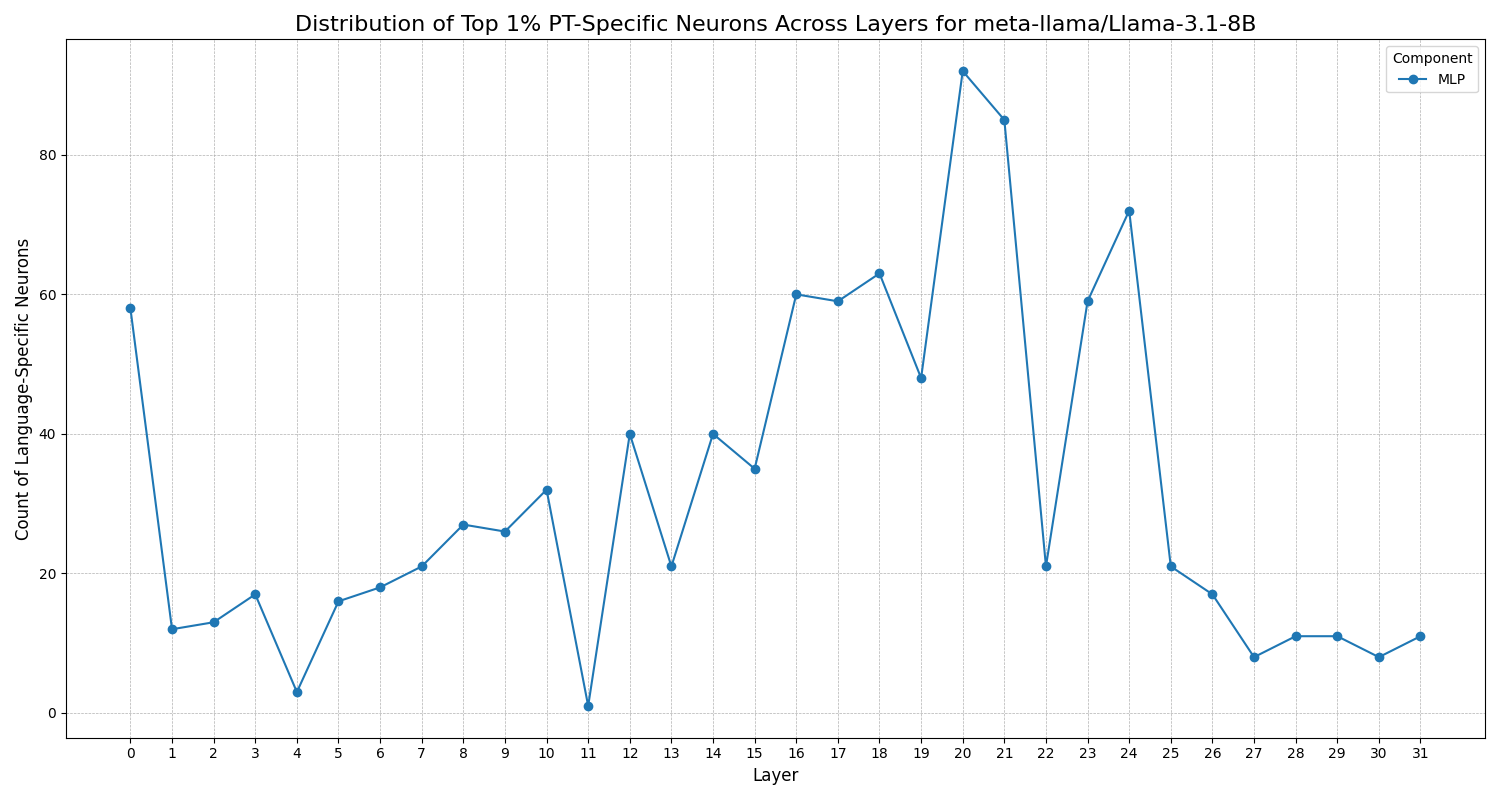 Distribution of Top 1% PT-Specific Neurons Across Layers for meta-llama/Llama-3.1-8B
Component
MLP
Count of Language-Specific Neurons
80
60
40
20
0
0 1 2 3 4 5 6 7 8 9 10 11 12 13 14 15 16 17 18 19 20 21 22 23 24 25 26 27 28 29 30 31
Layer